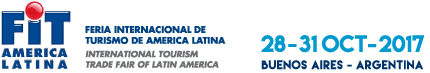 FIT
AMERICA
LATINA
FERIA INTERNACIONAL DE
TURISMO DE AMERICA LATINA
INTERNATIONAL TOURISM
TRADE FAIR OF LATIN AMERICA
28-31 OCT-2017
BUENOS AIRES - ARGENTINA